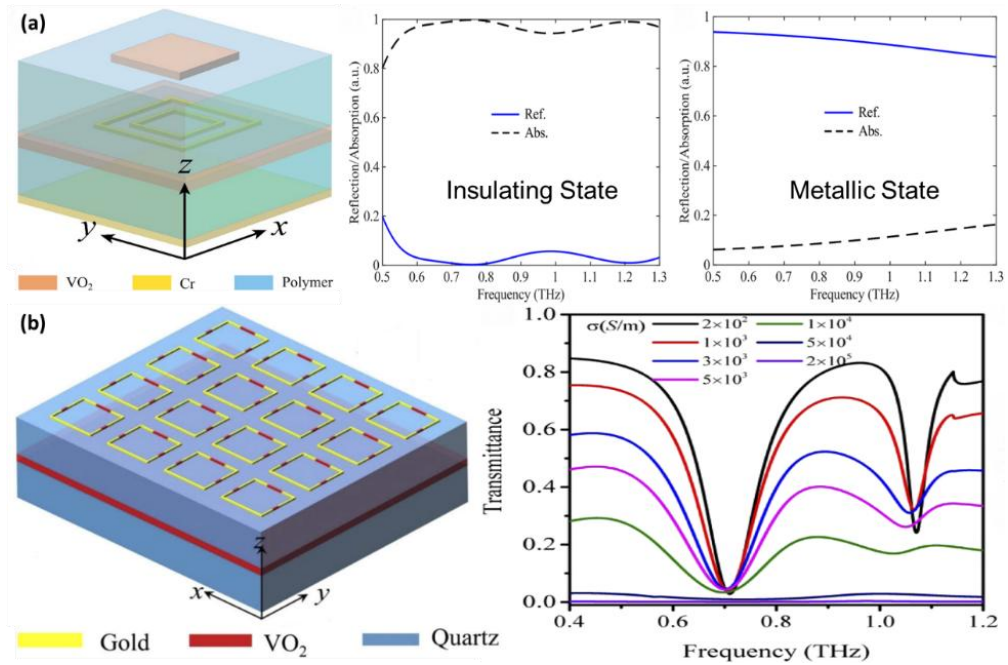 (a)
z
y
x
VO₂
Cr
Polymer
Reflection/Absorption (a.u.)
1
0.8
0.6
0.4
0.2
0
Ref.
Abs.
Insulating State
0.5 0.6 0.7 0.8 0.9 1 1.1 1.2 1.3
Frequency (THz)
Reflection/Absorption (a.u.)
1
0.8
0.6
0.4
0.2
0
Ref.
Abs.
Metallic State
0.5 0.6 0.7 0.8 0.9 1 1.1 1.2 1.3
Frequency (THz)
(b)
z
x
y
Gold
VO₂
Quartz
Transmittance
1.0
0.8
0.6
0.4
0.2
0.0
σ(S/m)
2×10²
1×10³
3×10³
5×10³
1×10⁴
5×10⁴
2×10⁵
0.4 0.6 0.8 1.0 1.2
Frequency (THz)